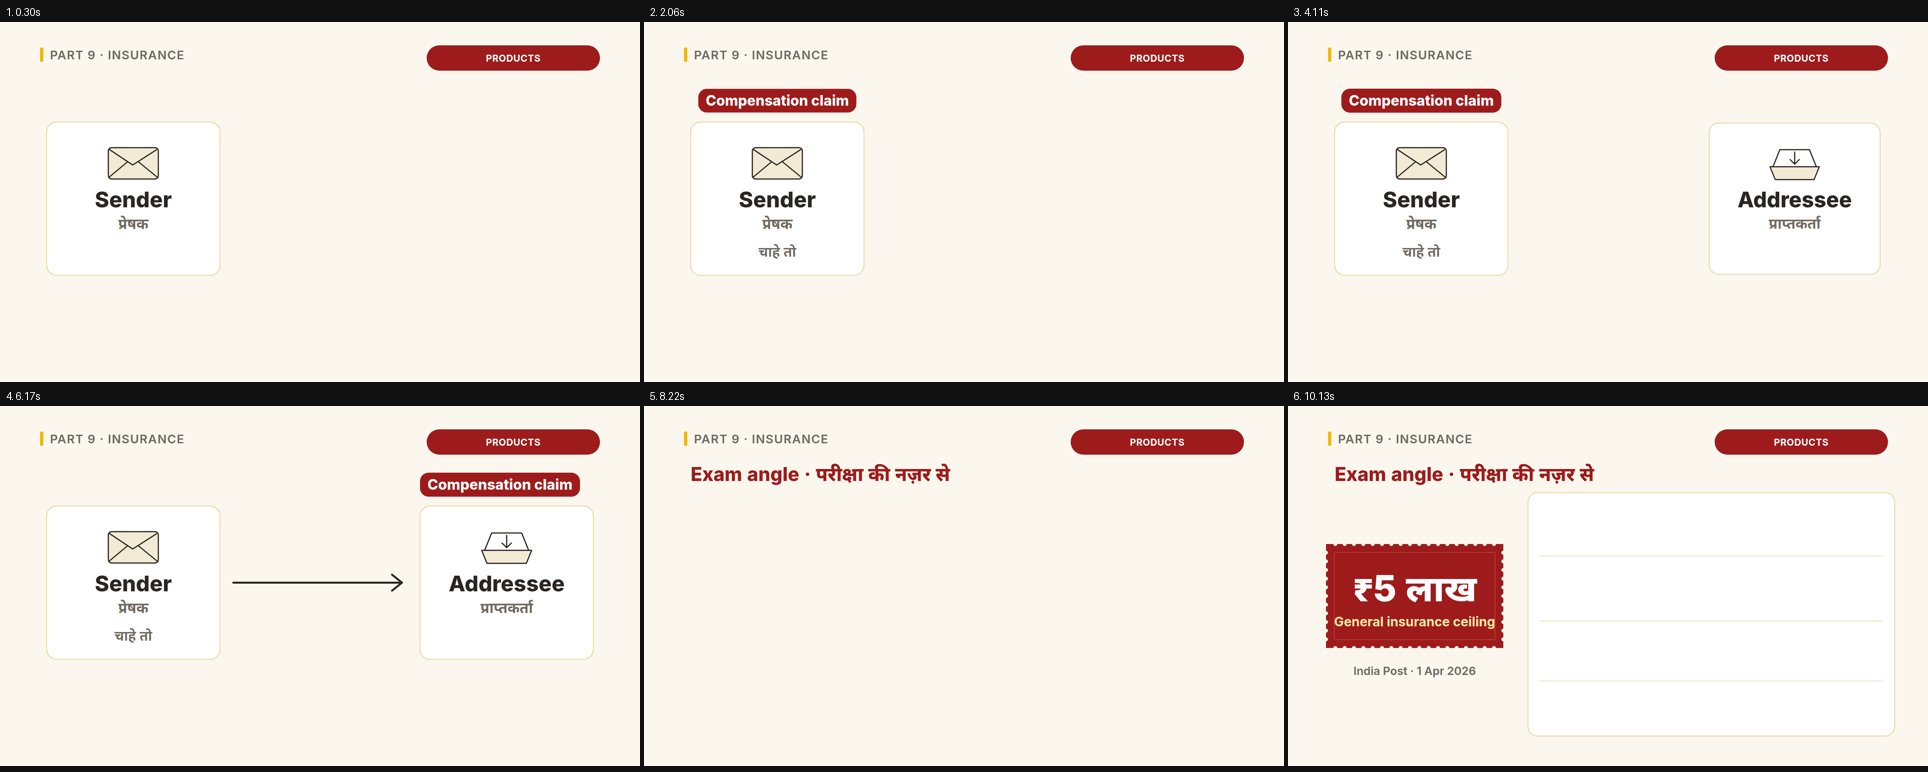 1. 0.30s
PART 9 · INSURANCE
PRODUCTS
Sender
प्रेषक
2. 2.06s
PART 9 · INSURANCE
PRODUCTS
Compensation claim
Sender
प्रेषक
चाहे तो
3. 4.11s
PART 9 · INSURANCE
PRODUCTS
Compensation claim
Sender
प्रेषक
चाहे तो
Addressee
प्राप्तकर्ता
4. 6.17s
PART 9 · INSURANCE
PRODUCTS
Compensation claim
Sender
प्रेषक
चाहे तो
Addressee
प्राप्तकर्ता
5. 8.22s
PART 9 · INSURANCE
PRODUCTS
Exam angle · परीक्षा की नज़र से
6. 10.13s
PART 9 · INSURANCE
PRODUCTS
Exam angle · परीक्षा की नज़र से
₹5 लाख
General insurance ceiling
India Post · 1 Apr 2026